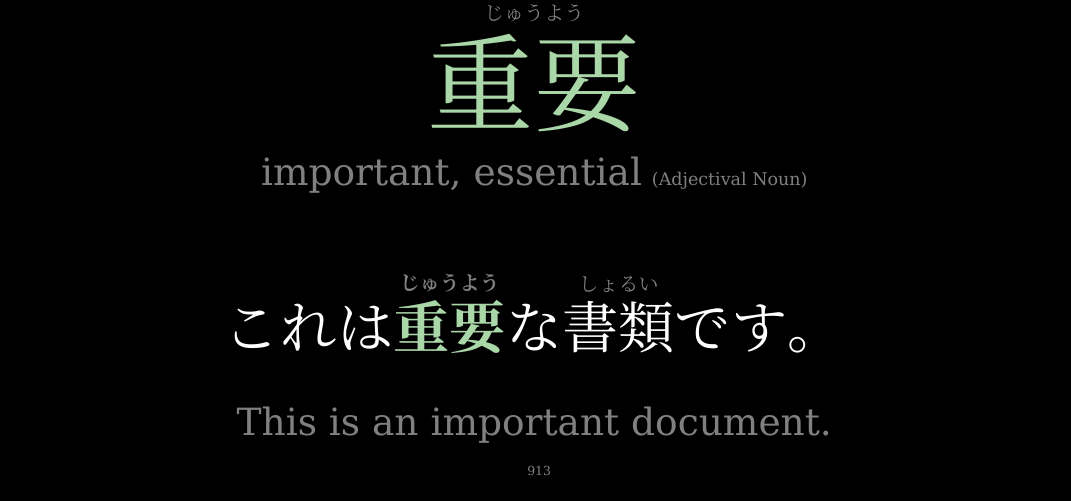 じゅうよう
重要
important, essential (Adjectival Noun)
じゅうよう しょるい
これは重要な書類です。
This is an important document.
913